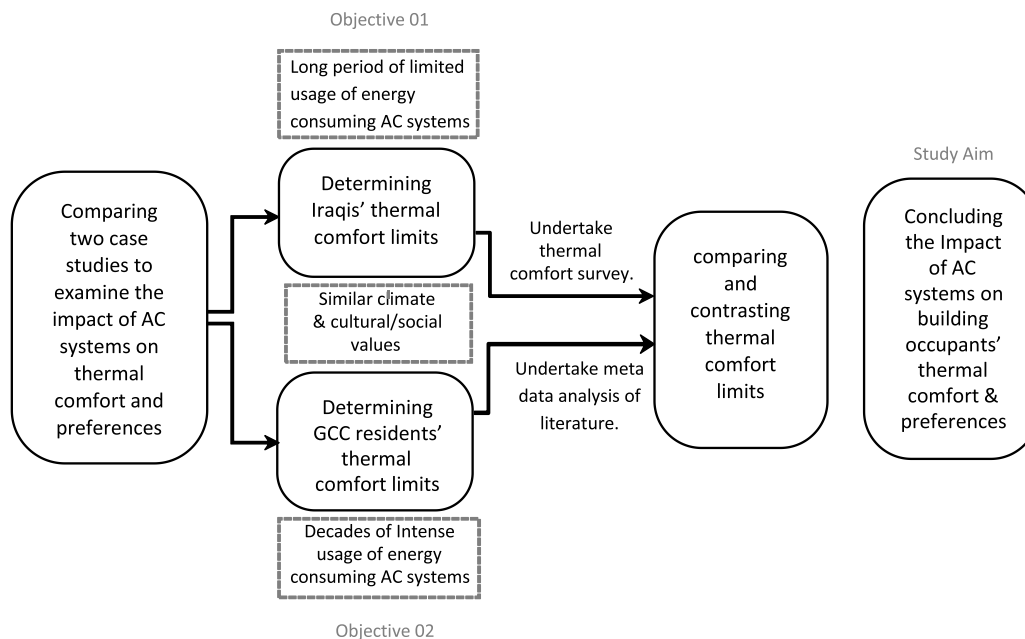 Objective 01
Long period of limited
usage of energy
consuming AC systems
Study Aim
Comparing
two case
studies to
examine the
impact of AC
systems on
thermal
comfort and
preferences
Determining
Iraqis’ thermal
comfort limits
Undertake
thermal
comfort survey.
Similar climate
& cultural/social
values
Undertake meta
data analysis of
literature.
Determining
GCC residents’
thermal
comfort limits
comparing
and
contrasting
thermal
comfort
limits
Concluding
the Impact
of AC
systems on
building
occupants’
thermal
comfort &
preferences
Decades of Intense
usage of energy
consuming AC systems
Objective 02